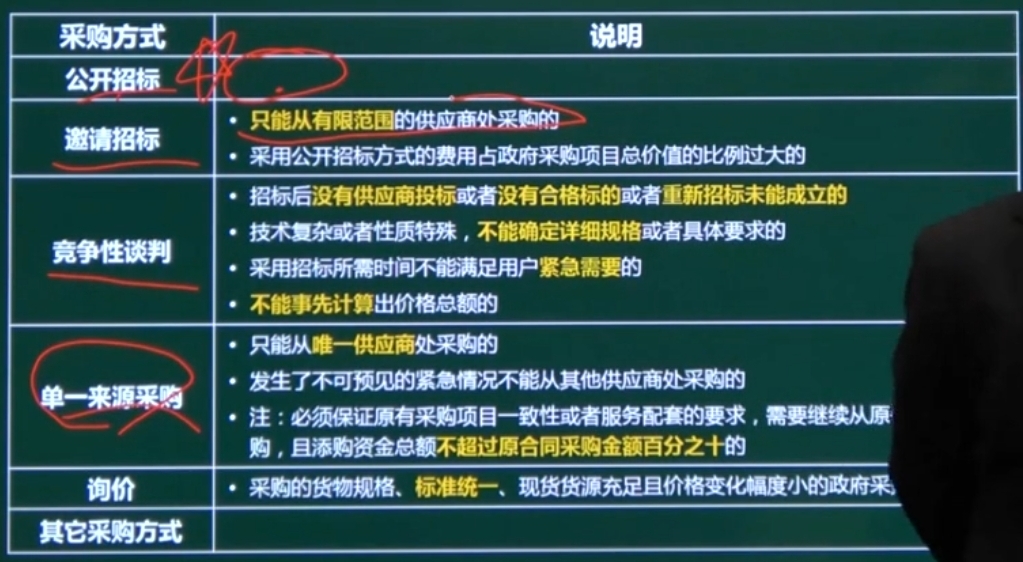 采购方式
说明
公开招标
邀请招标
• 只能从有限范围的供应商处采购的
• 采用公开招标方式的费用占政府采购项目总价值的比例过大的
竞争性谈判
• 招标后没有供应商投标或者没有合格标的或者重新招标未能成立的
• 技术复杂或者性质特殊，不能确定详细规格或者具体要求的
• 采用招标所需时间不能满足用户紧急需要的
• 不能事先计算出价格总额的
单一来源采购
• 只能从唯一供应商处采购的
• 发生了不可预见的紧急情况不能从其他供应商处采购的
• 注：必须保证原有采购项目一致性或者服务配套的要求，需要继续从原
购，且添购资金总额不超过原合同采购金额百分之十的
询价
• 采购的货物规格、标准统一、现货货源充足且价格变化幅度小的政府采
其它采购方式